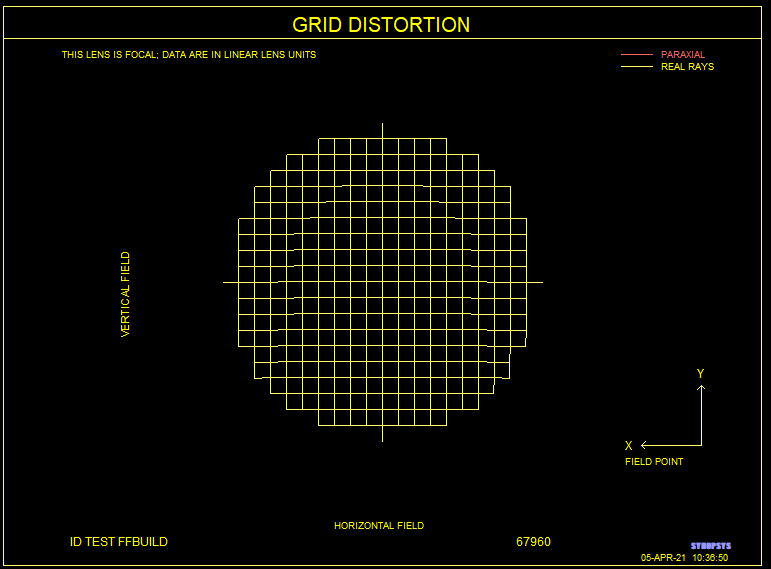 GRID DISTORTION
THIS LENS IS FOCAL; DATA ARE IN LINEAR LENS UNITS
PARAXIAL
REAL RAYS
VERTICAL FIELD
Y
X
FIELD POINT
HORIZONTAL FIELD
ID TEST FFBUILD
67960
SYNOPSYS
05-APR-21 10:36:50